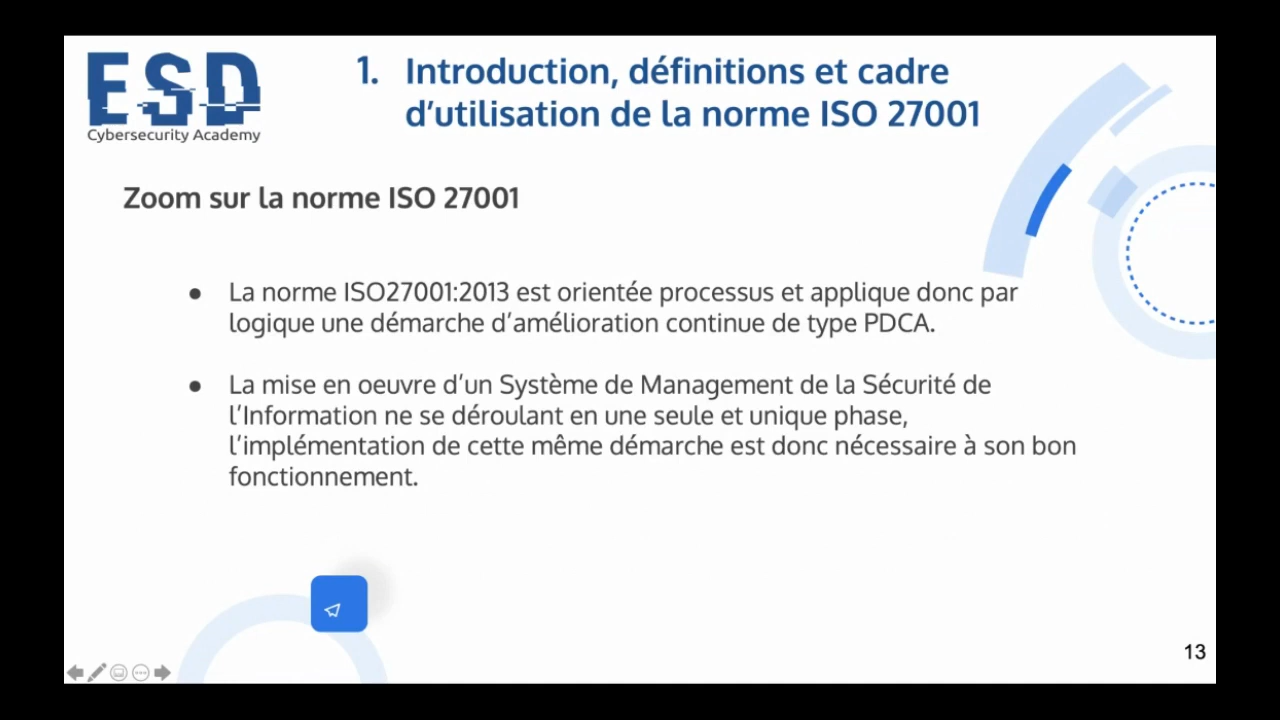 ESD
Cybersecurity Academy
1. Introduction, définitions et cadre
d’utilisation de la norme ISO 27001
Zoom sur la norme ISO 27001
● La norme ISO27001:2013 est orientée processus et applique donc par
logique une démarche d’amélioration continue de type PDCA.
● La mise en oeuvre d’un Système de Management de la Sécurité de
l’Information ne se déroulant en une seule et unique phase,
l’implémentation de cette même démarche est donc nécessaire à son bon
fonctionnement.
13